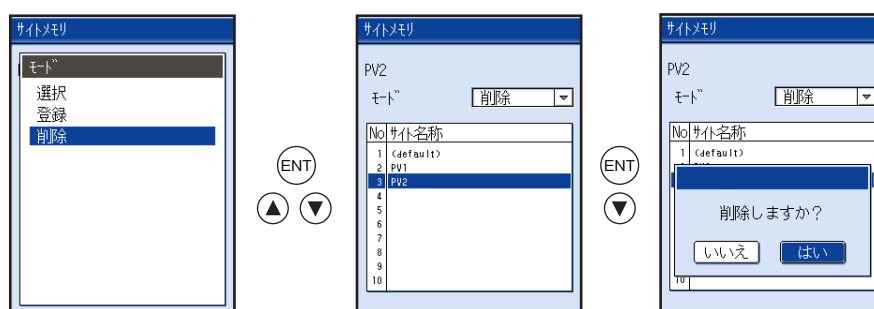 サイトメモリ
モード
選択
登録
削除
ENT
サイトメモリ
PV2
モード 削除
No サイト名称
1 (default)
2 PV1
3 PV2
4
5
6
7
8
9
10
ENT
サイトメモリ
PV2
モード 削除
No サイト名称
1 (default)
削除しますか?
いいえ はい
10